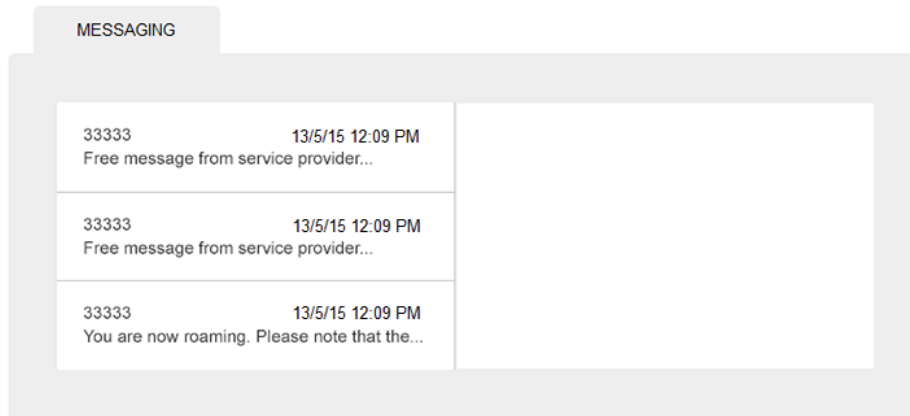 MESSAGING
33333 13/5/15 12:09 PM
Free message from service provider...
33333 13/5/15 12:09 PM
Free message from service provider...
33333 13/5/15 12:09 PM
You are now roaming. Please note that the...